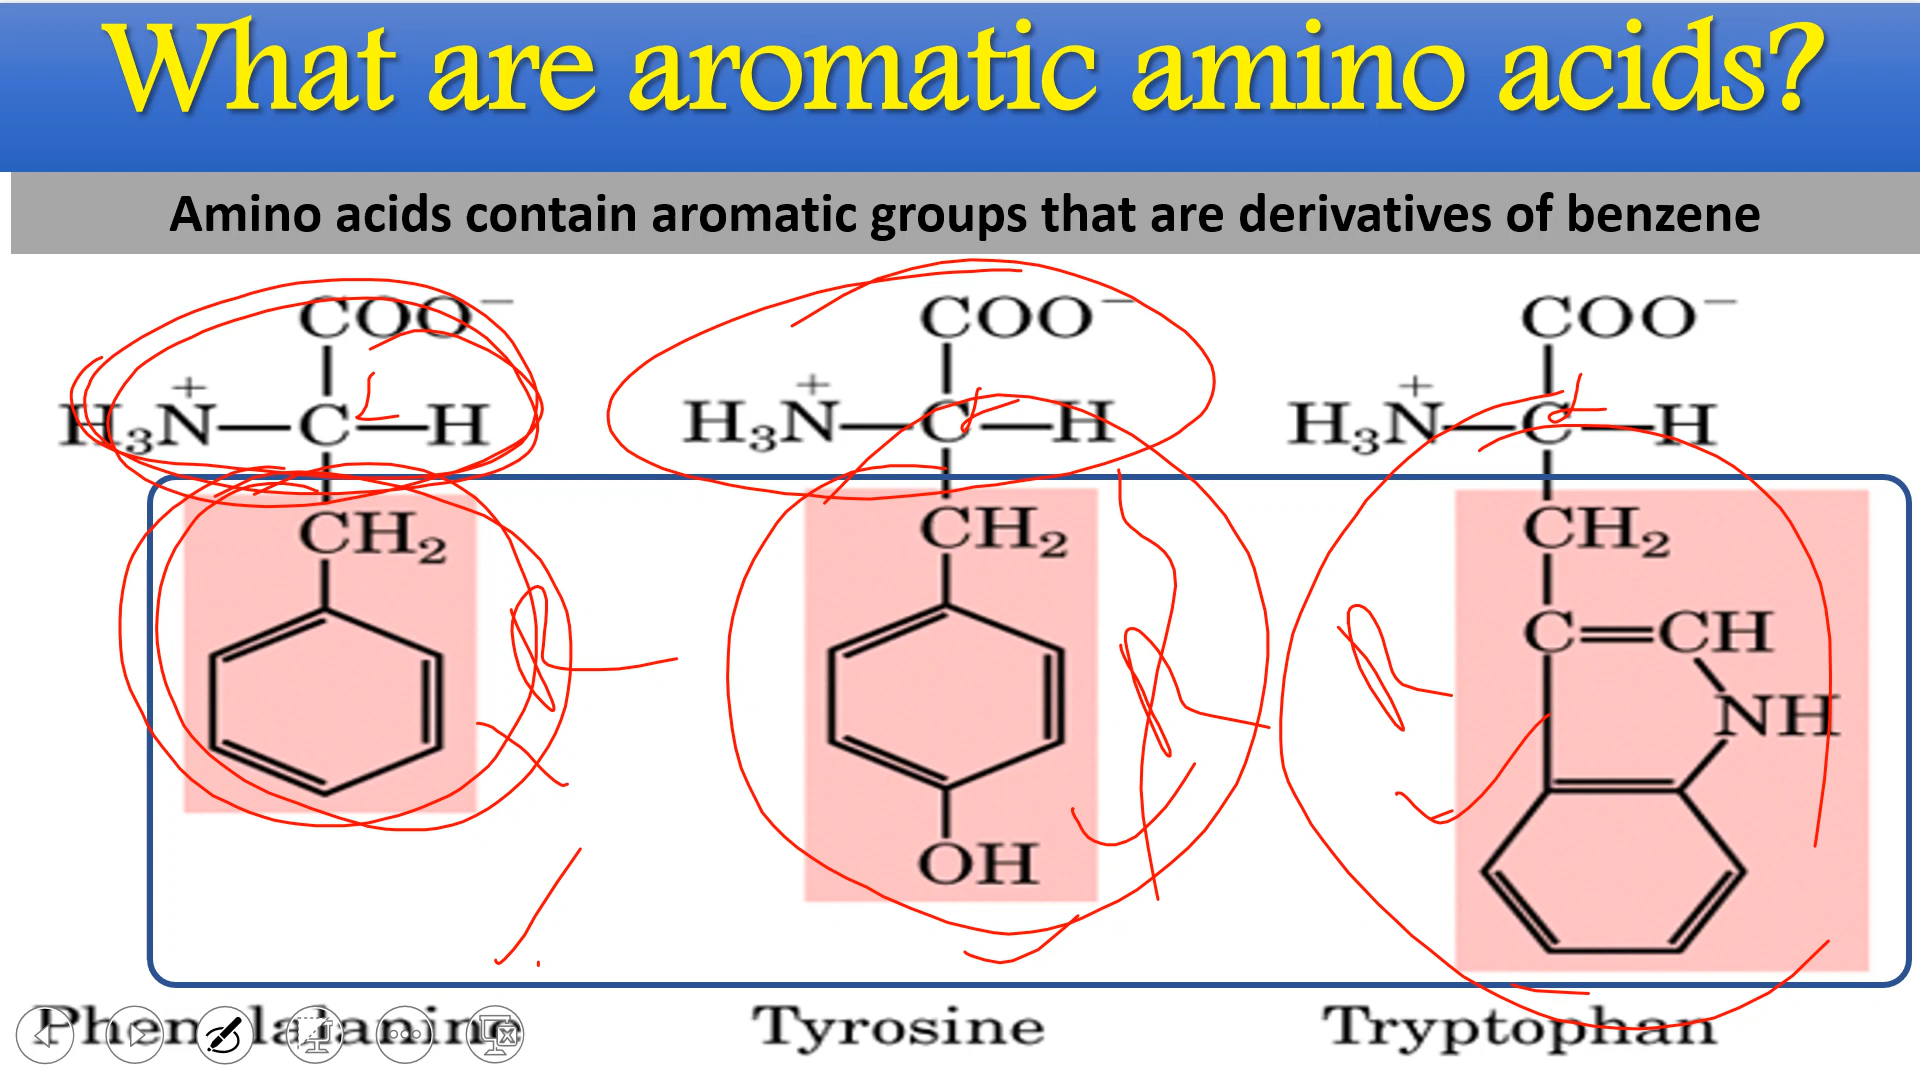 What are aromatic amino acids?
Amino acids contain aromatic groups that are derivatives of benzene
COO⁻ COO⁻ COO⁻
H₃N⁺—C—H H₃N⁺—C—H H₃N⁺—C—H
CH₂ CH₂ CH₂
C=CH
NH
OH
Phenylalanine Tyrosine Tryptophan